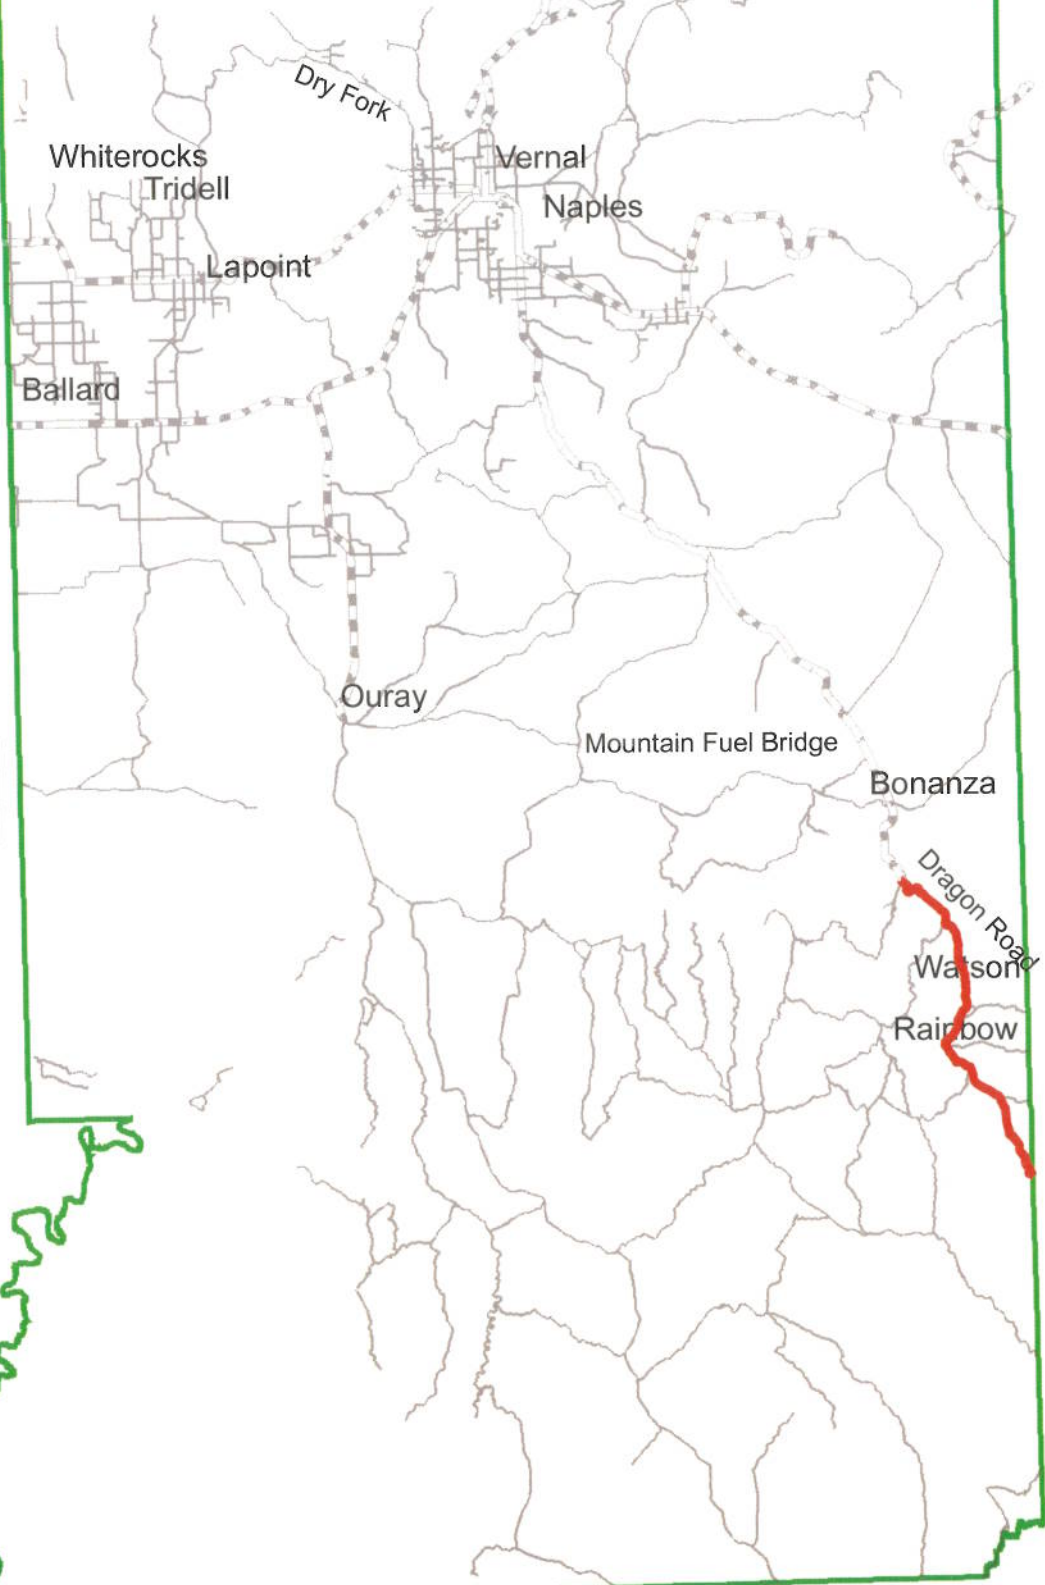 Dry Fork
Whiterocks
Vernal
Tridell
Naples
Lapoint
Ballard
Ouray
Mountain Fuel Bridge
Bonanza
Dragon Road
Watson
Rainbow